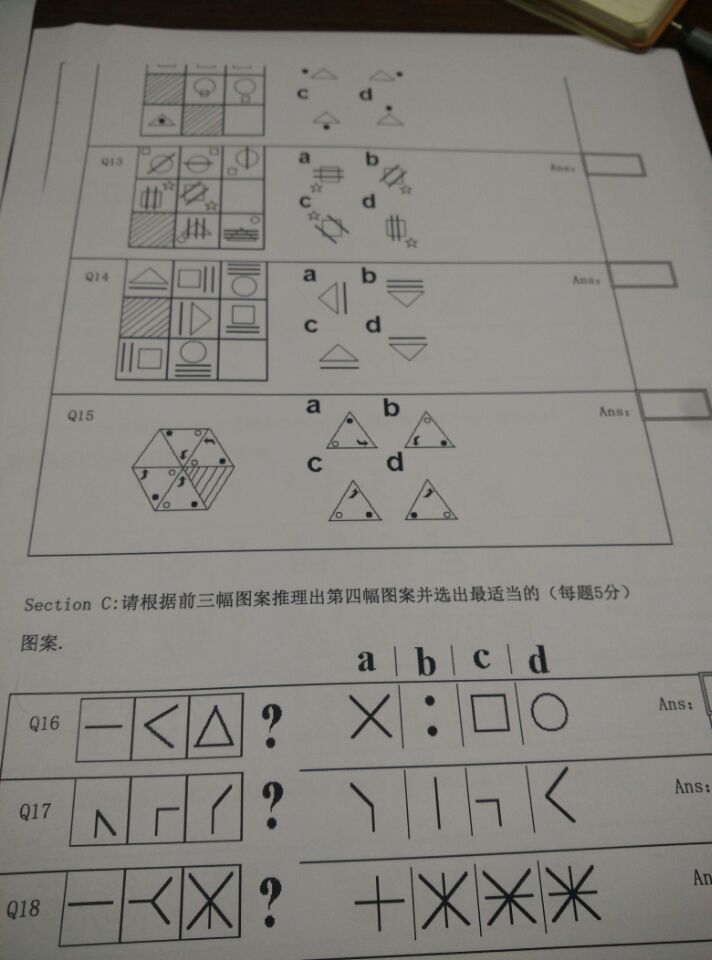 c d
Q13 a b Ans:
c d
Q14 a b Ans:
c d
Q15 a b Ans:
c d
Section C:请根据前三幅图案推理出第四幅图案并选出最适当的（每题5分）
图案.
a b c d
Q16 ? Ans:
Q17 ? Ans:
Q18 ? An